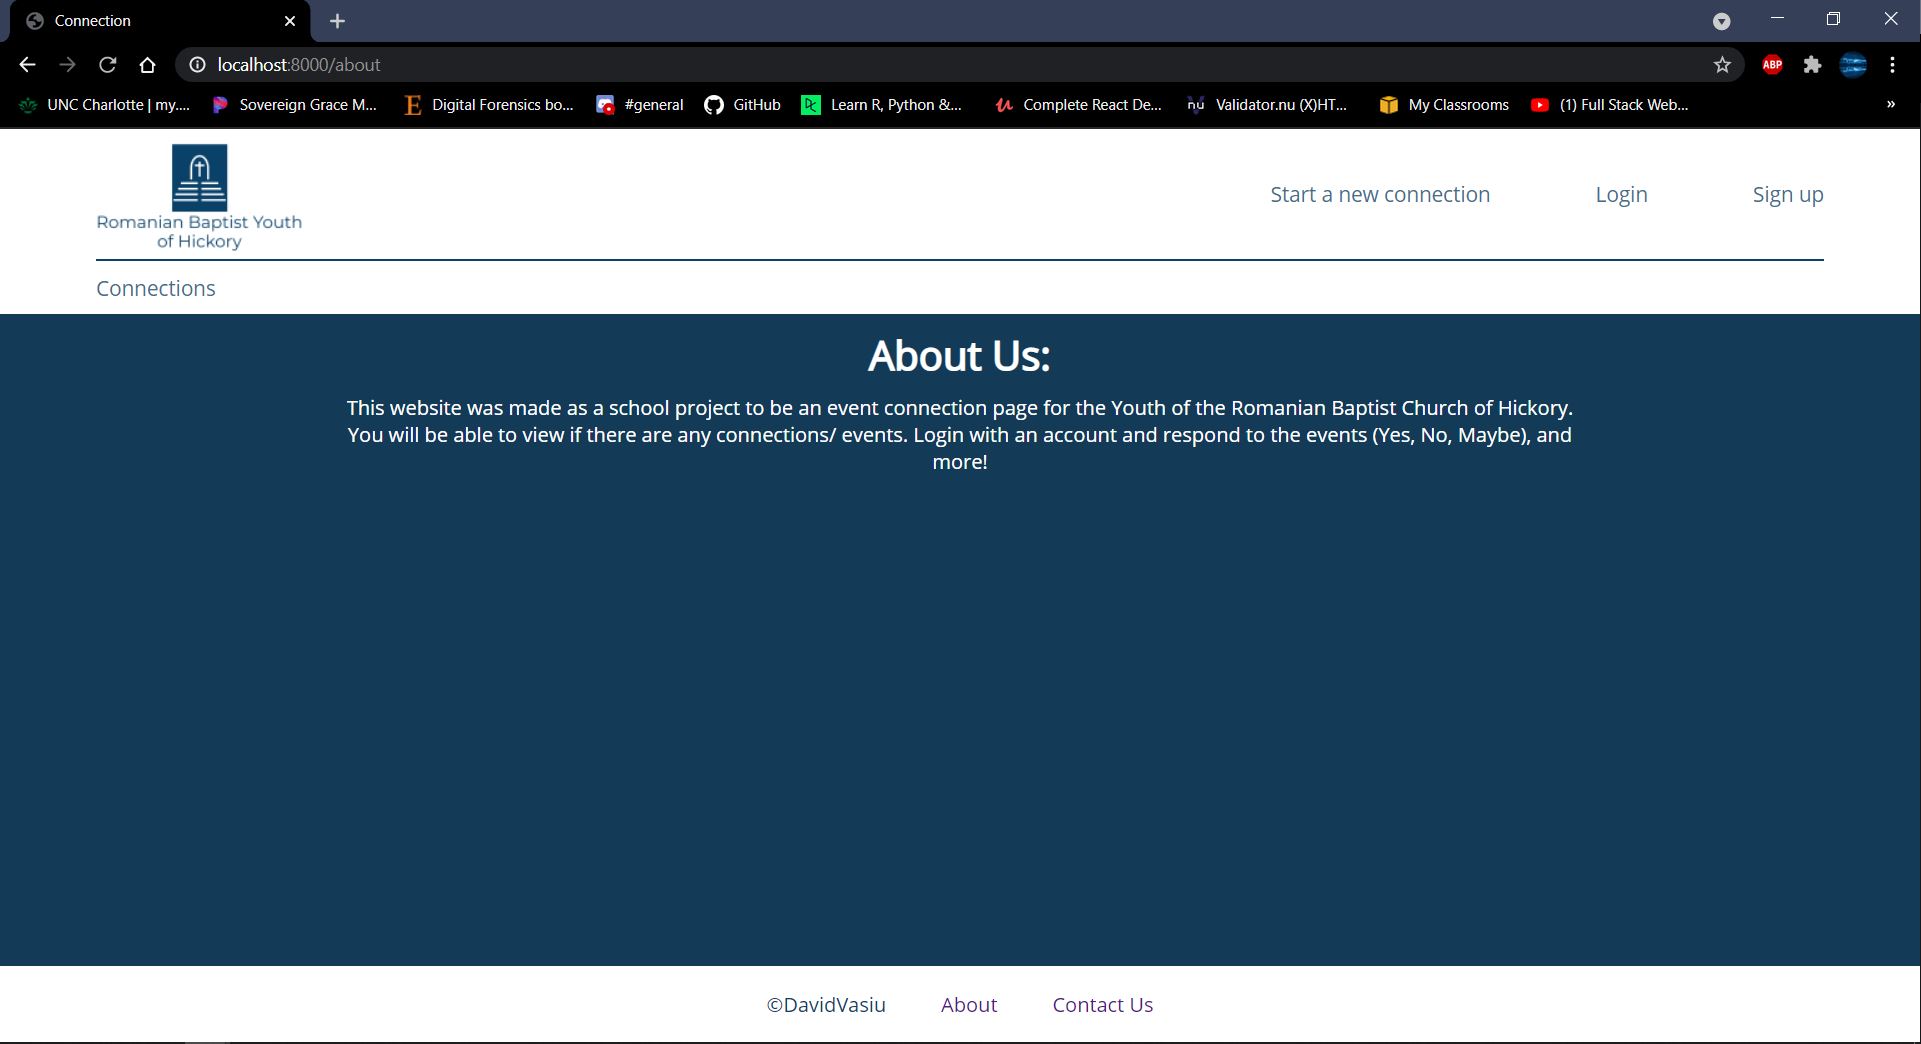 Connection
localhost:8000/about
UNC Charlotte | my.... Sovereign Grace M... Digital Forensics bo... #general GitHub Learn R, Python &... Complete React De... Validator.nu (X)HT... My Classrooms (1) Full Stack Web... »
ABP
Romanian Baptist Youth
of Hickory
Start a new connection Login Sign up
Connections
About Us:
This website was made as a school project to be an event connection page for the Youth of the Romanian Baptist Church of Hickory.
You will be able to view if there are any connections/ events. Login with an account and respond to the events (Yes, No, Maybe), and
more!
©DavidVasiu About Contact Us